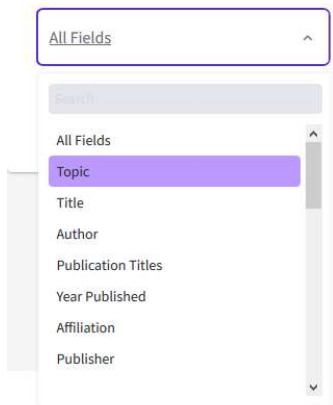 All Fields
Search
All Fields
Topic
Title
Author
Publication Titles
Year Published
Affiliation
Publisher